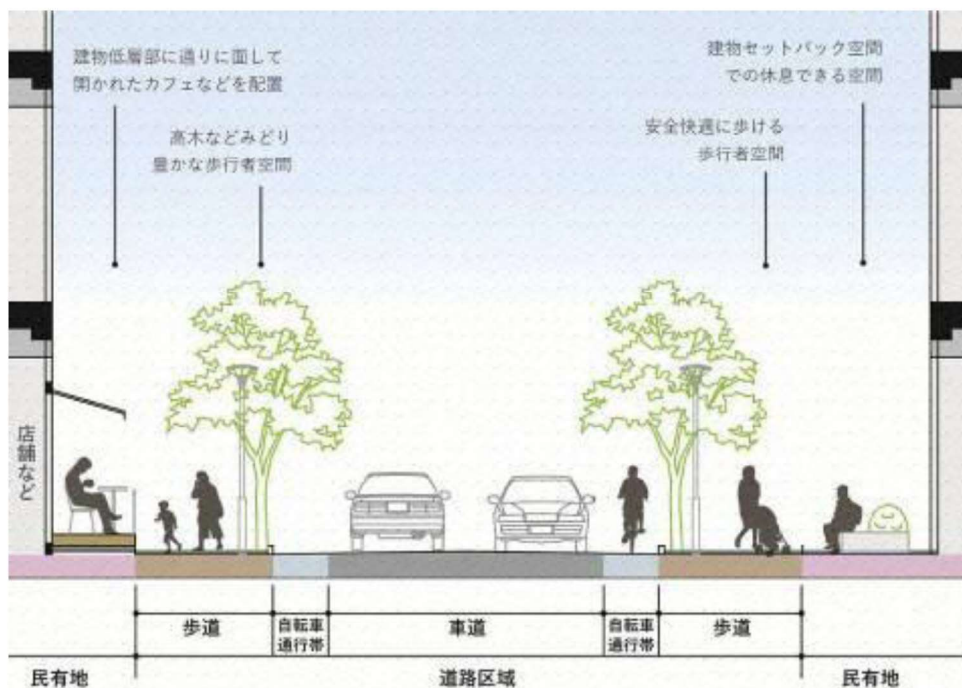 建物低層部に通りに面して
開かれたカフェなどを配置
高木などみどり
豊かな歩行者空間
建物セットバック空間
での休息できる空間
安全快適に歩ける
歩行者空間
店舗など
歩道
自転車
通行帯
車道
自転車
通行帯
歩道
民有地
道路区域
民有地